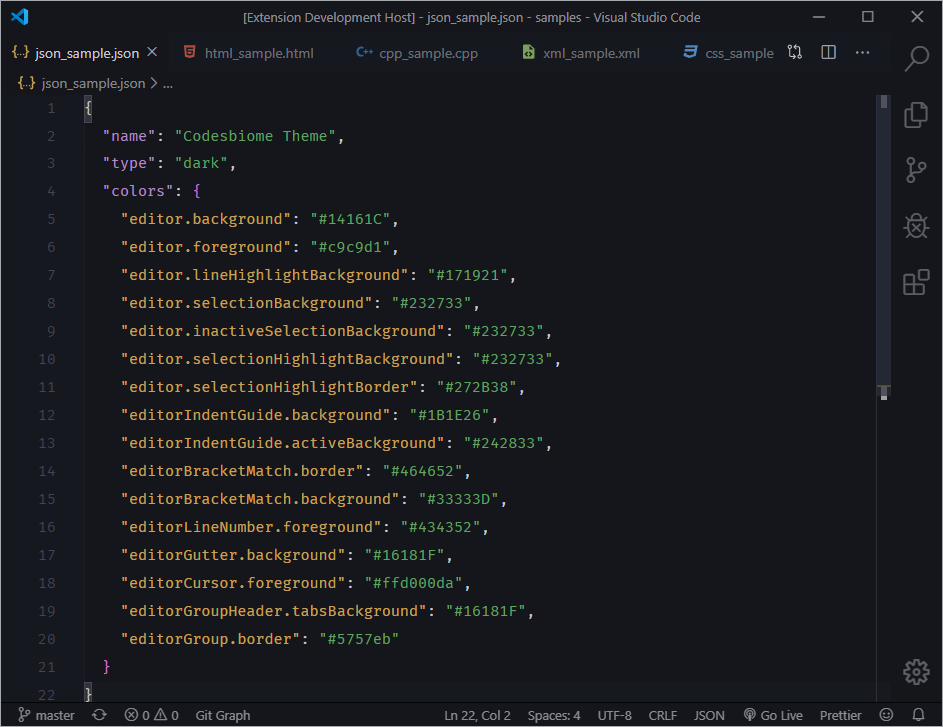 [Extension Development Host] - json_sample.json - samples - Visual Studio Code
{..} json_sample.json html_sample.html C++ cpp_sample.cpp xml_sample.xml css_sample ...
{..} json_sample.json > ...
1 {
2 "name": "Codesbiome Theme",
3 "type": "dark",
4 "colors": {
5 "editor.background": "#14161C",
6 "editor.foreground": "#c9c9d1",
7 "editor.lineHighlightBackground": "#171921",
8 "editor.selectionBackground": "#232733",
9 "editor.inactiveSelectionBackground": "#232733",
10 "editor.selectionHighlightBackground": "#232733",
11 "editor.selectionHighlightBorder": "#272B38",
12 "editorIndentGuide.background": "#1B1E26",
13 "editorIndentGuide.activeBackground": "#242833",
14 "editorBracketMatch.border": "#464652",
15 "editorBracketMatch.background": "#33333D",
16 "editorLineNumber.foreground": "#434352",
17 "editorGutter.background": "#16181F",
18 "editorCursor.foreground": "#ffd000da",
19 "editorGroupHeader.tabsBackground": "#16181F",
20 "editorGroup.border": "#5757eb"
21 }
22 }
master 0 0 Git Graph Ln 22, Col 2 Spaces: 4 UTF-8 CRLF JSON Go Live Prettier